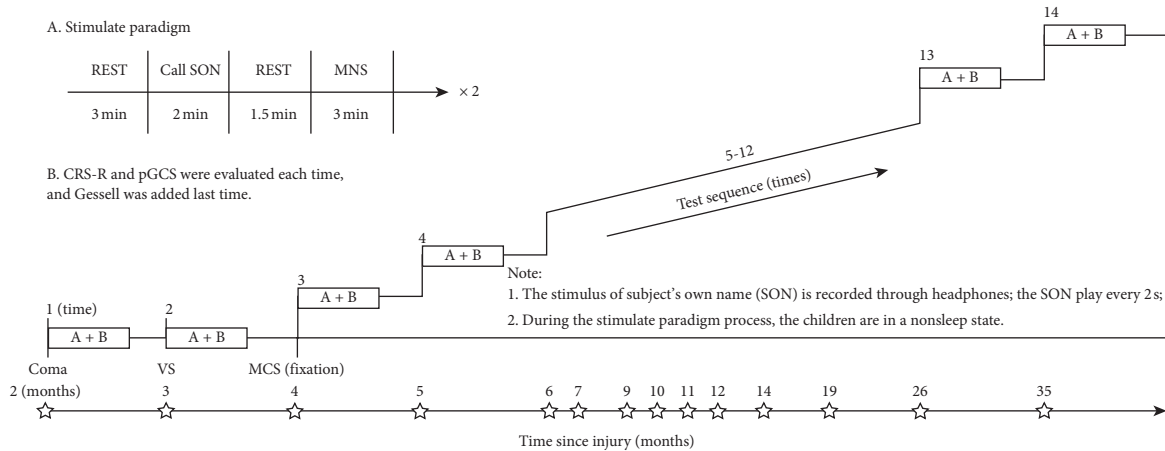 A. Stimulate paradigm
REST Call SON REST MNS
× 2
3 min 2 min 1.5 min 3 min
B. CRS-R and pGCS were evaluated each time,
and Gessell was added last time.
14
A + B
13
A + B
5-12
Test sequence (times)
4
A + B
3
A + B
Note:
1. The stimulus of subject's own name (SON) is recorded through headphones; the SON play every 2 s;
2. During the stimulate paradigm process, the children are in a nonsleep state.
1 (time) 2
A + B A + B
Coma VS MCS (fixation)
2 (months) 3 4 5 6 7 9 10 11 12 14 19 26 35
Time since injury (months)